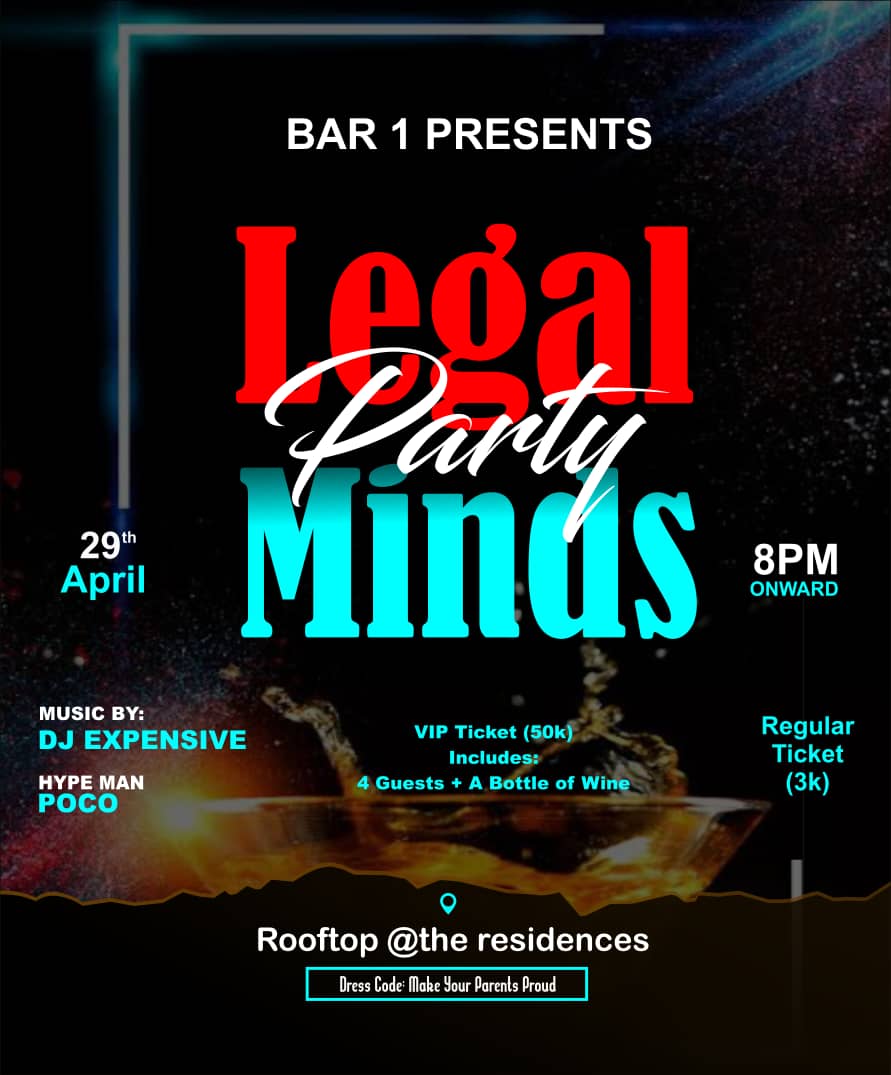 BAR 1 PRESENTS
Legal
Party
Minds
29th
April
8PM
ONWARD
MUSIC BY:
DJ EXPENSIVE
HYPE MAN
POCO
VIP Ticket (50k)
Includes:
4 Guests + A Bottle of Wine
Regular
Ticket
(3k)
Rooftop @the residences
Dress Code: Make Your Parents Proud